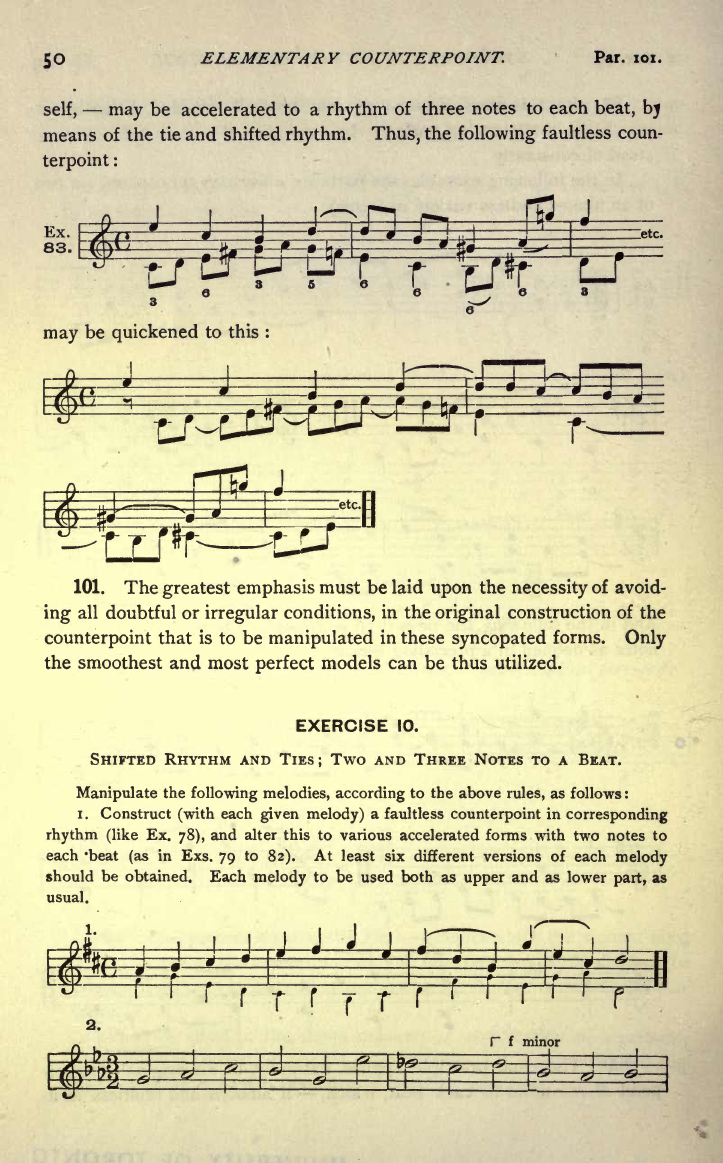 50 ELEMENTARY COUNTERPOINT. Par. 101.
self, — may be accelerated to a rhythm of three notes to each beat, by
means of the tie and shifted rhythm. Thus, the following faultless coun-
terpoint :
Ex.
83.
etc.
3 6 3 5 6 6 6 6 3
may be quickened to this :
etc.
101. The greatest emphasis must be laid upon the necessity of avoid-
ing all doubtful or irregular conditions, in the original construction of the
counterpoint that is to be manipulated in these syncopated forms. Only
the smoothest and most perfect models can be thus utilized.
EXERCISE 10.
SHIFTED RHYTHM AND TIES; TWO AND THREE NOTES TO A BEAT.
Manipulate the following melodies, according to the above rules, as follows:
1. Construct (with each given melody) a faultless counterpoint in corresponding
rhythm (like Ex. 78), and alter this to various accelerated forms with two notes to
each beat (as in Exs. 79 to 82). At least six different versions of each melody
should be obtained. Each melody to be used both as upper and as lower part, as
usual.
1.
2.
f minor
3
2